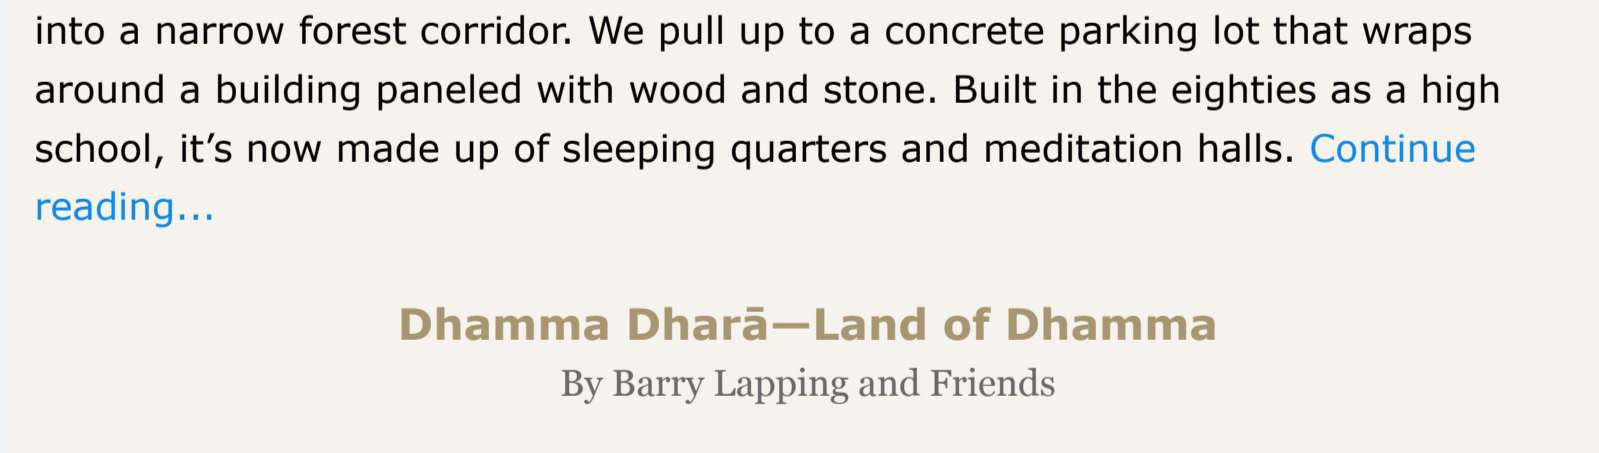 into a narrow forest corridor. We pull up to a concrete parking lot that wraps
around a building paneled with wood and stone. Built in the eighties as a high
school, it’s now made up of sleeping quarters and meditation halls. Continue
reading...
Dhamma Dharā—Land of Dhamma
By Barry Lapping and Friends